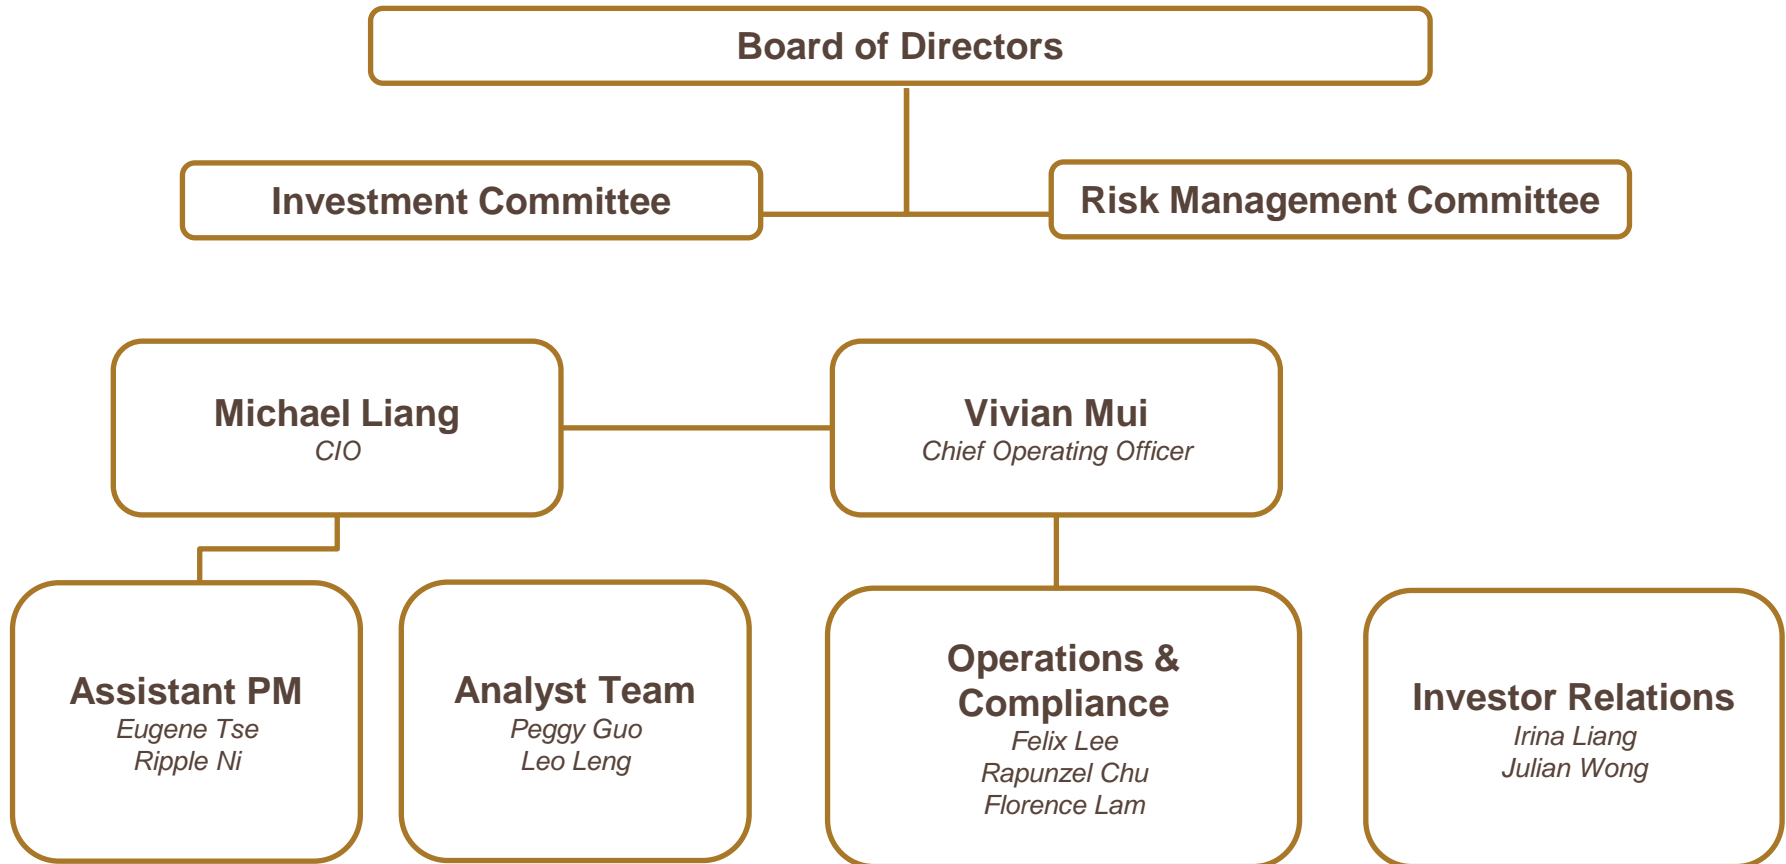 Board of Directors
Investment Committee
Risk Management Committee
Michael Liang
CIO
Vivian Mui
Chief Operating Officer
Assistant PM
Eugene Tse
Ripple Ni
Analyst Team
Peggy Guo
Leo Leng
Operations &
Compliance
Felix Lee
Rapunzel Chu
Florence Lam
Investor Relations
Irina Liang
Julian Wong